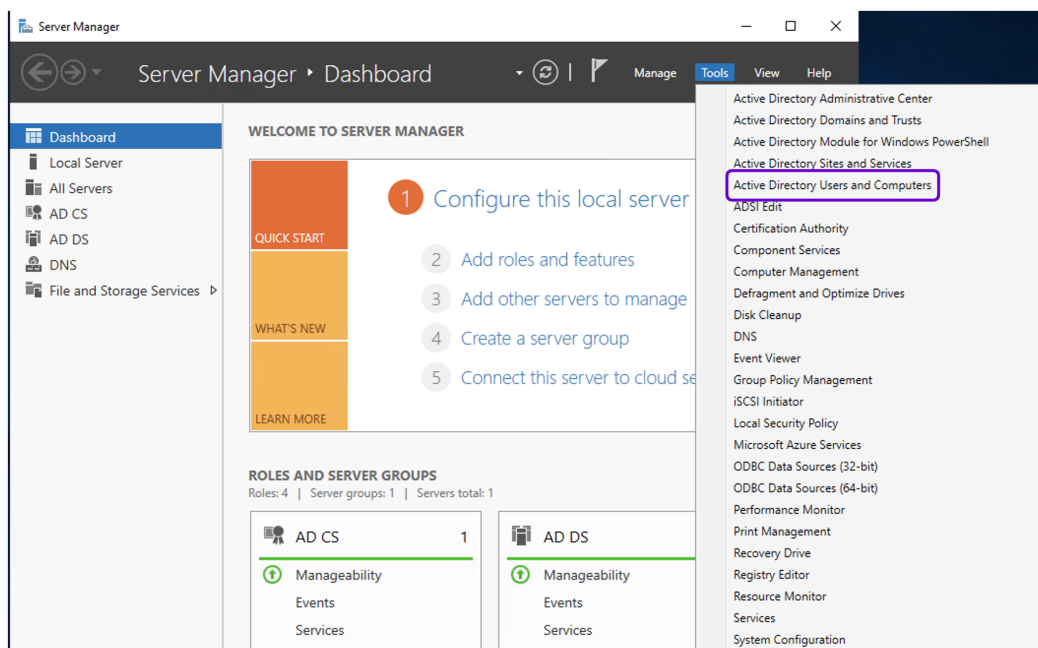 Server Manager
Server Manager ‣ Dashboard
Manage
Tools
View
Help
Dashboard
Local Server
All Servers
AD CS
AD DS
DNS
File and Storage Services
WELCOME TO SERVER MANAGER
QUICK START
WHAT'S NEW
LEARN MORE
1 Configure this local server
2 Add roles and features
3 Add other servers to manage
4 Create a server group
5 Connect this server to cloud se
ROLES AND SERVER GROUPS
Roles: 4 | Server groups: 1 | Servers total: 1
AD CS 1
Manageability
Events
Services
AD DS
Manageability
Events
Services
Active Directory Administrative Center
Active Directory Domains and Trusts
Active Directory Module for Windows PowerShell
Active Directory Sites and Services
Active Directory Users and Computers
ADSI Edit
Certification Authority
Component Services
Computer Management
Defragment and Optimize Drives
Disk Cleanup
DNS
Event Viewer
Group Policy Management
iSCSI Initiator
Local Security Policy
Microsoft Azure Services
ODBC Data Sources (32-bit)
ODBC Data Sources (64-bit)
Performance Monitor
Print Management
Recovery Drive
Registry Editor
Resource Monitor
Services
System Configuration